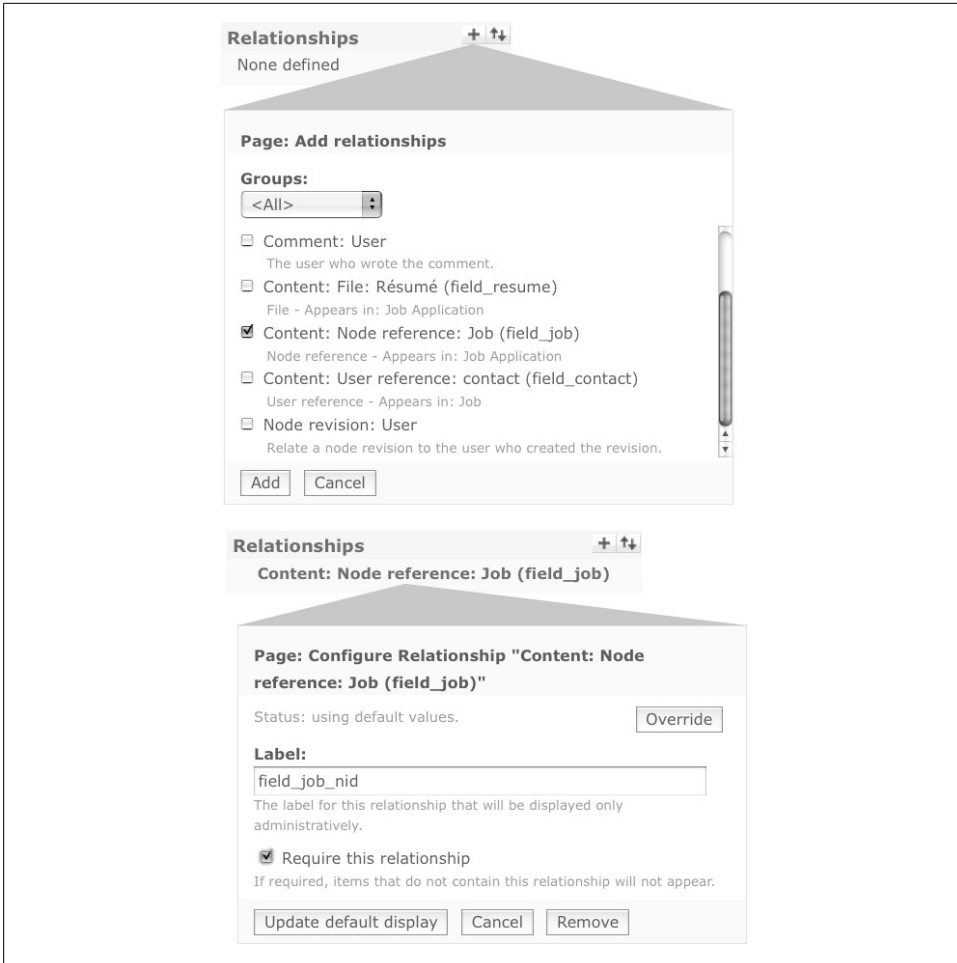 Relationships
None defined
Page: Add relationships
Groups:
<All>
Comment: User
The user who wrote the comment.
Content: File: Résumé (field_resume)
File - Appears in: Job Application
Content: Node reference: Job (field_job)
Node reference - Appears in: Job Application
Content: User reference: contact (field_contact)
User reference - Appears in: Job
Node revision: User
Relate a node revision to the user who created the revision.
Add Cancel
Relationships
Content: Node reference: Job (field_job)
Page: Configure Relationship "Content: Node
reference: Job (field_job)"
Status: using default values. Override
Label:
field_job_nid
The label for this relationship that will be displayed only
administratively.
Require this relationship
If required, items that do not contain this relationship will not appear.
Update default display Cancel Remove